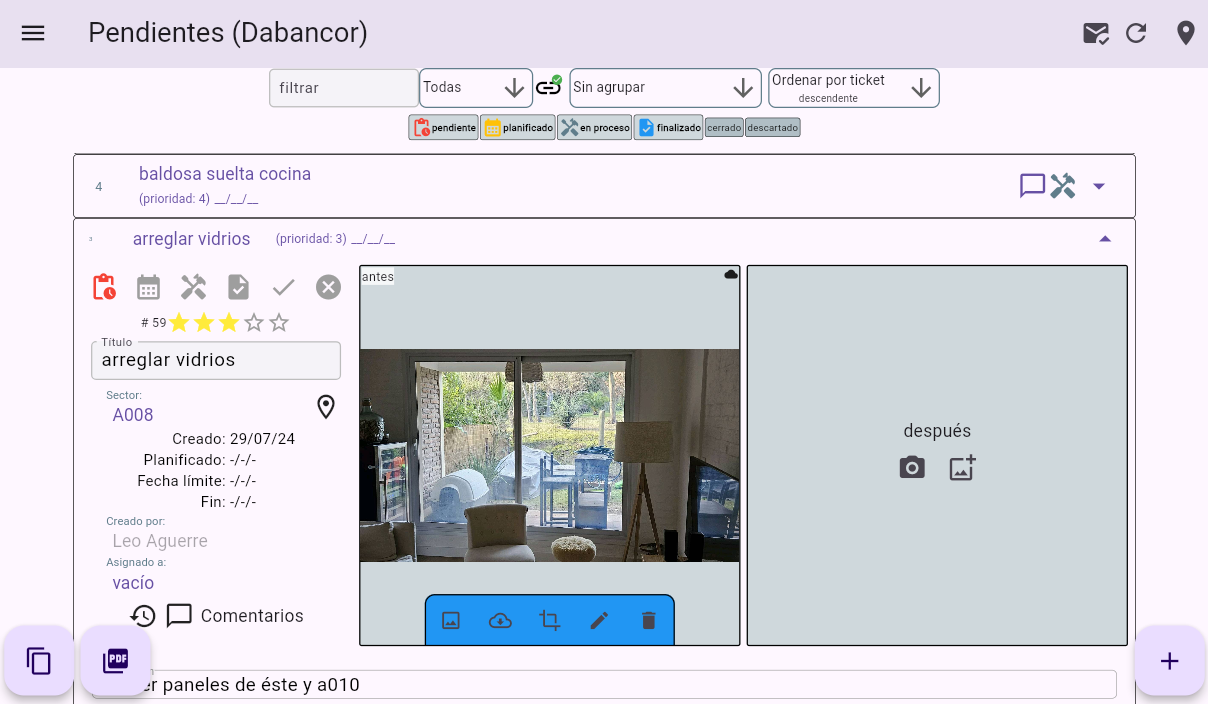 Pendientes (Dabancor)
filtrar
Todas
Sin agrupar
Ordenar por ticket
descendente
pendiente
planificado
en proceso
finalizado
cerrado
descartado
4
baldosa suelta cocina
(prioridad: 4) __/__/__
3
arreglar vidrios
(prioridad: 3) __/__/__
# 59
Título
arreglar vidrios
Sector:
A008
Creado: 29/07/24
Planificado: -/-/-
Fecha límite: -/-/-
Fin: -/-/-
Creado por:
Leo Aguerre
Asignado a:
vacío
Comentarios
antes
después
PDF
er paneles de éste y a010